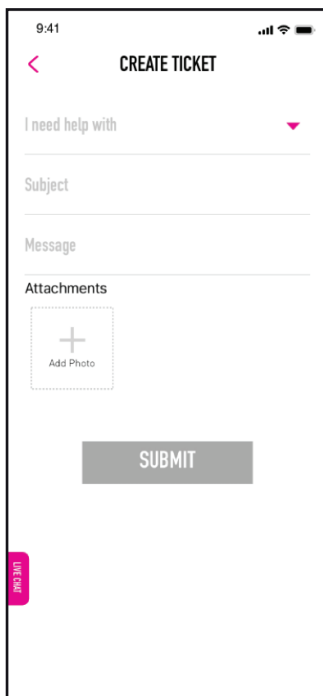 9:41
CREATE TICKET
I need help with
Subject
Message
Attachments
Add Photo
SUBMIT
LIVE CHAT